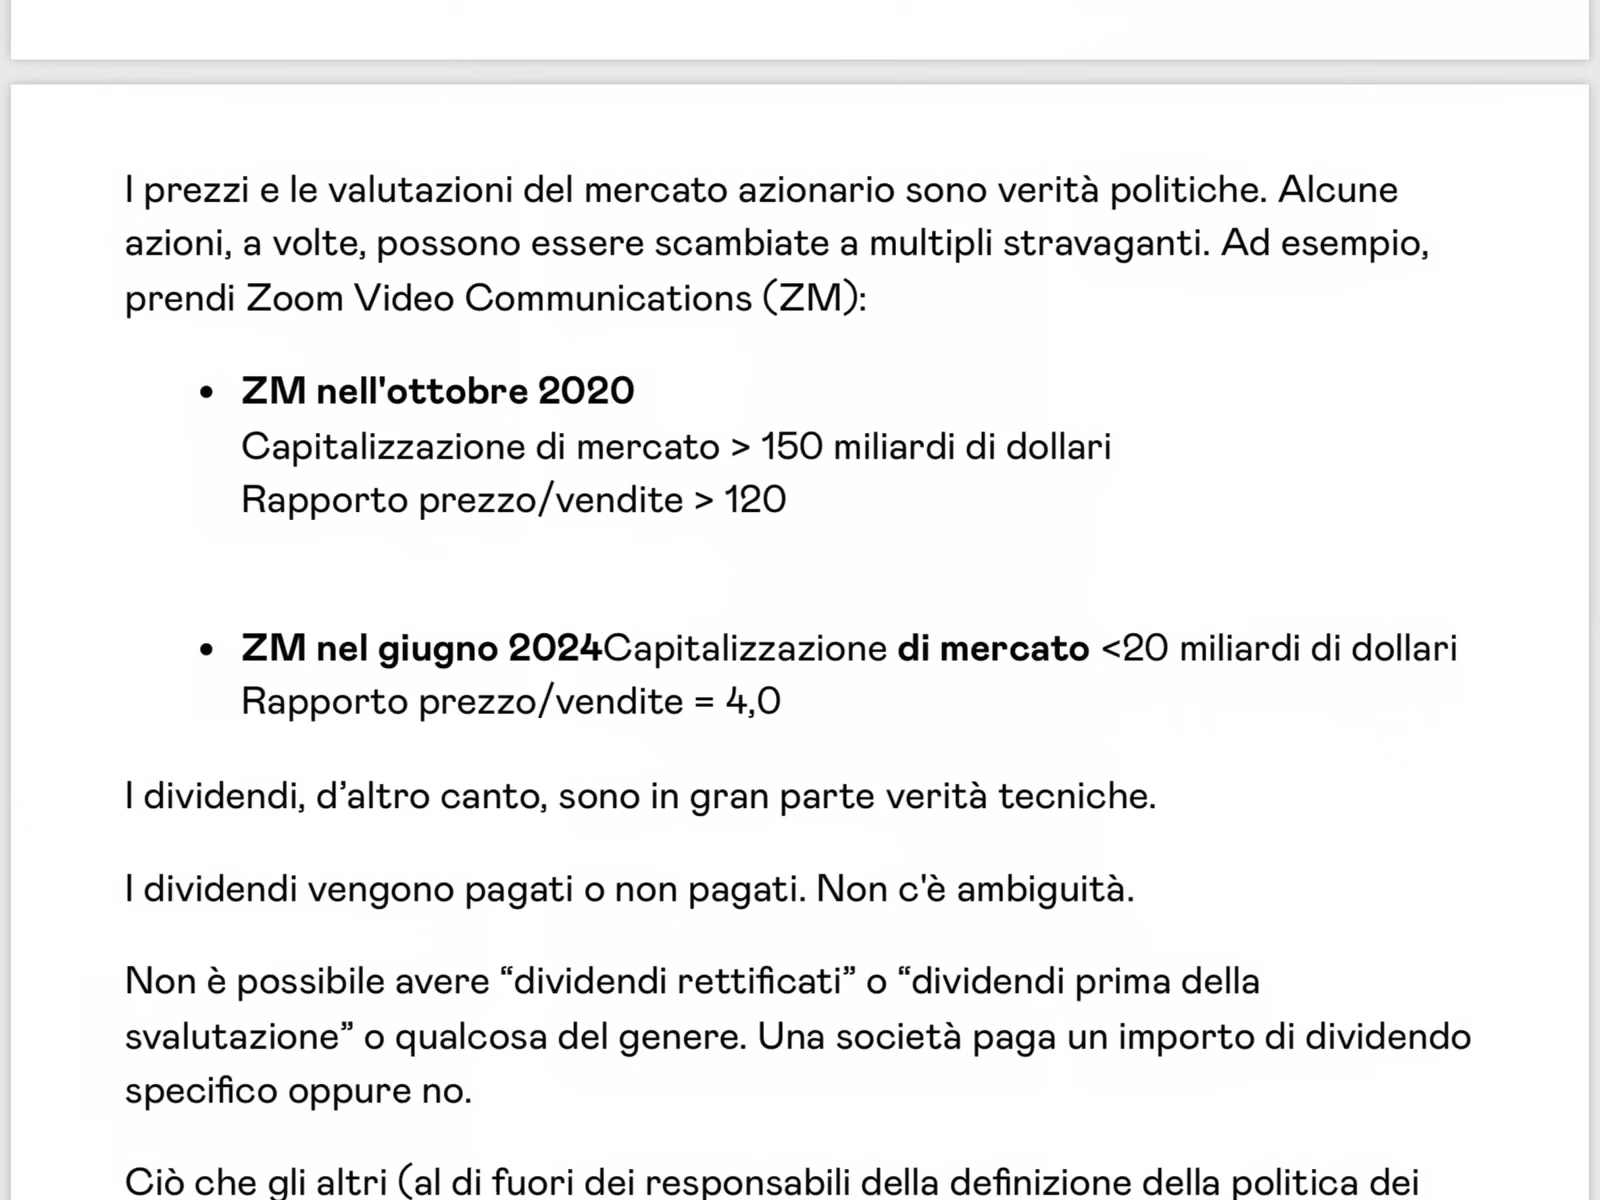 I prezzi e le valutazioni del mercato azionario sono verità politiche. Alcune
azioni, a volte, possono essere scambiate a multipli stravaganti. Ad esempio,
prendi Zoom Video Communications (ZM):
• ZM nell'ottobre 2020
Capitalizzazione di mercato > 150 miliardi di dollari
Rapporto prezzo/vendite > 120
• ZM nel giugno 2024Capitalizzazione di mercato <20 miliardi di dollari
Rapporto prezzo/vendite = 4,0
I dividendi, d’altro canto, sono in gran parte verità tecniche.
I dividendi vengono pagati o non pagati. Non c'è ambiguità.
Non è possibile avere “dividendi rettificati” o “dividendi prima della
svalutazione” o qualcosa del genere. Una società paga un importo di dividendo
specifico oppure no.
Ciò che gli altri (al di fuori dei responsabili della definizione della politica dei